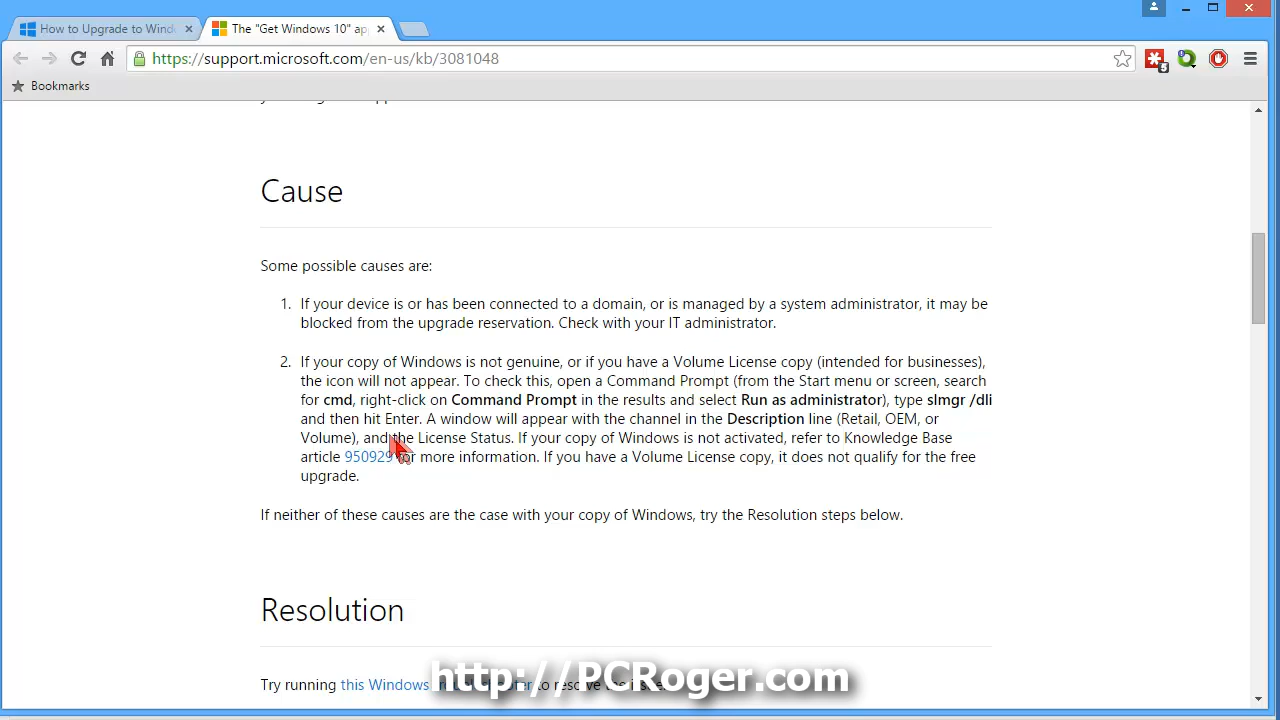 How to Upgrade to Wind
The "Get Windows 10" ap
https://support.microsoft.com/en-us/kb/3081048
5
Bookmarks
Cause
Some possible causes are:
1. If your device is or has been connected to a domain, or is managed by a system administrator, it may be
blocked from the upgrade reservation. Check with your IT administrator.
2. If your copy of Windows is not genuine, or if you have a Volume License copy (intended for businesses),
the icon will not appear. To check this, open a Command Prompt (from the Start menu or screen, search
for cmd, right-click on Command Prompt in the results and select Run as administrator), type slmgr /dli
and then hit Enter. A window will appear with the channel in the Description line (Retail, OEM, or
Volume), and the License Status. If your copy of Windows is not activated, refer to Knowledge Base
article 950929 for more information. If you have a Volume License copy, it does not qualify for the free
upgrade.
If neither of these causes are the case with your copy of Windows, try the Resolution steps below.
Resolution
Try running this Windows to resolve the
http://PCRoger.com